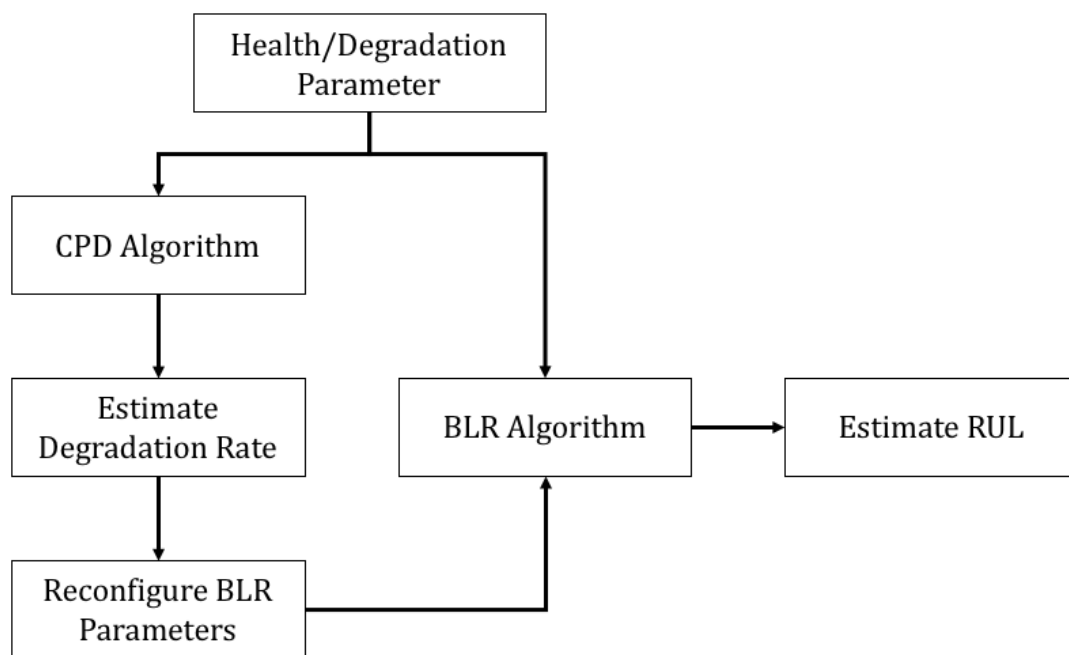 Health/Degradation
Parameter
CPD Algorithm
Estimate
Degradation Rate
BLR Algorithm
Estimate RUL
Reconfigure BLR
Parameters